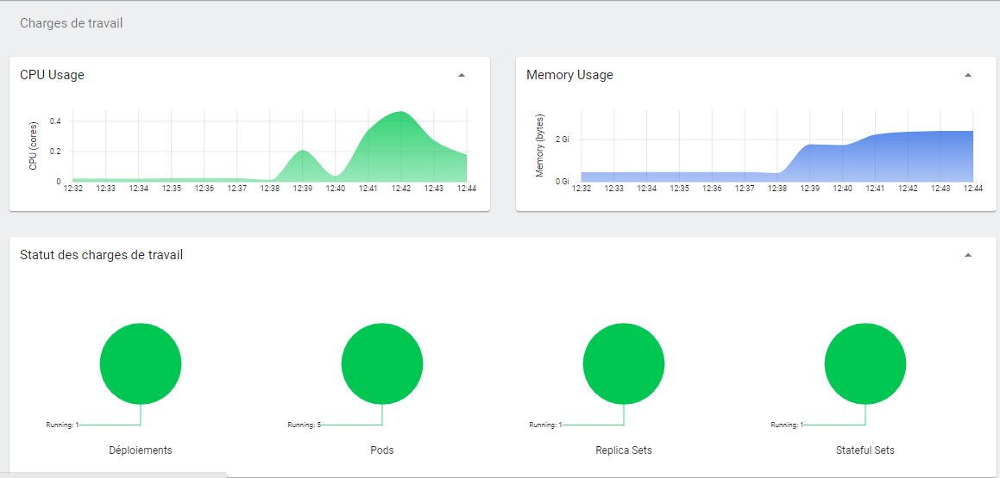 Charges de travail
CPU Usage
CPU (cores)
0.4
0.2
0
12:32 12:33 12:34 12:35 12:36 12:37 12:38 12:39 12:40 12:41 12:42 12:43 12:44
Memory Usage
Memory (bytes)
2 Gi
0 Gi
12:32 12:33 12:34 12:35 12:36 12:37 12:38 12:39 12:40 12:41 12:42 12:43 12:44
Statut des charges de travail
Running: 1
Déploiements
Running: 5
Pods
Running: 1
Replica Sets
Running: 1
Stateful Sets